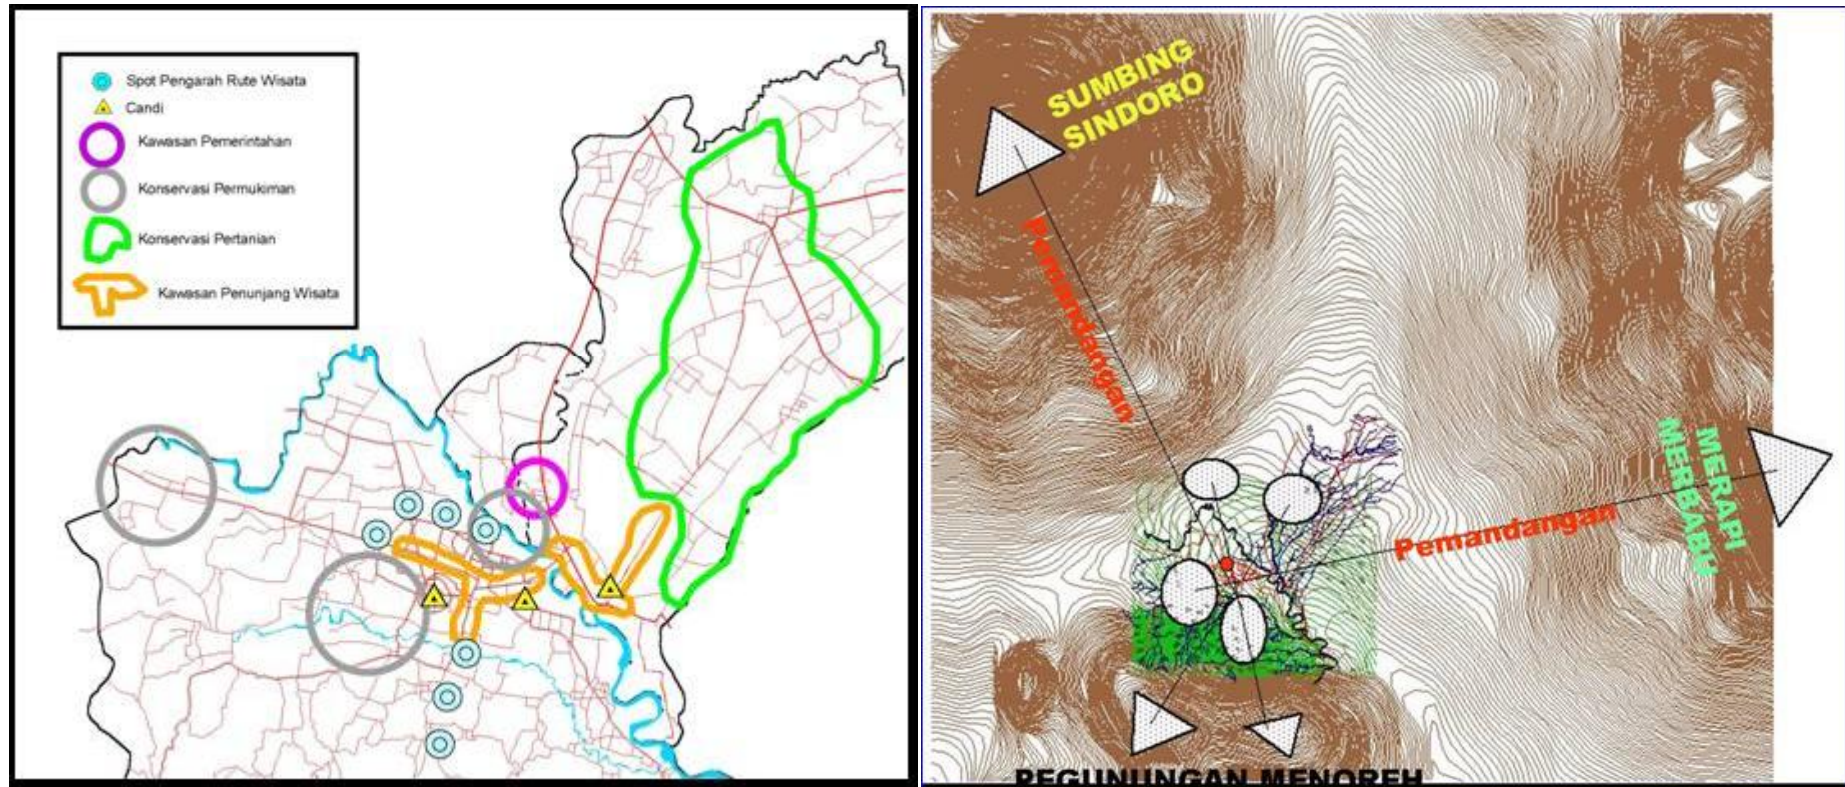 Spot Pengarah Rute Wisata
Candi
Kawasan Pemerintahan
Konservasi Permukiman
Konservasi Pertanian
Kawasan Penunjang Wisata
SUMBING
SINDORO
Pemandangan
Pemandangan
MERAPI
MERBABU
PEGUNUNGAN MENOREH